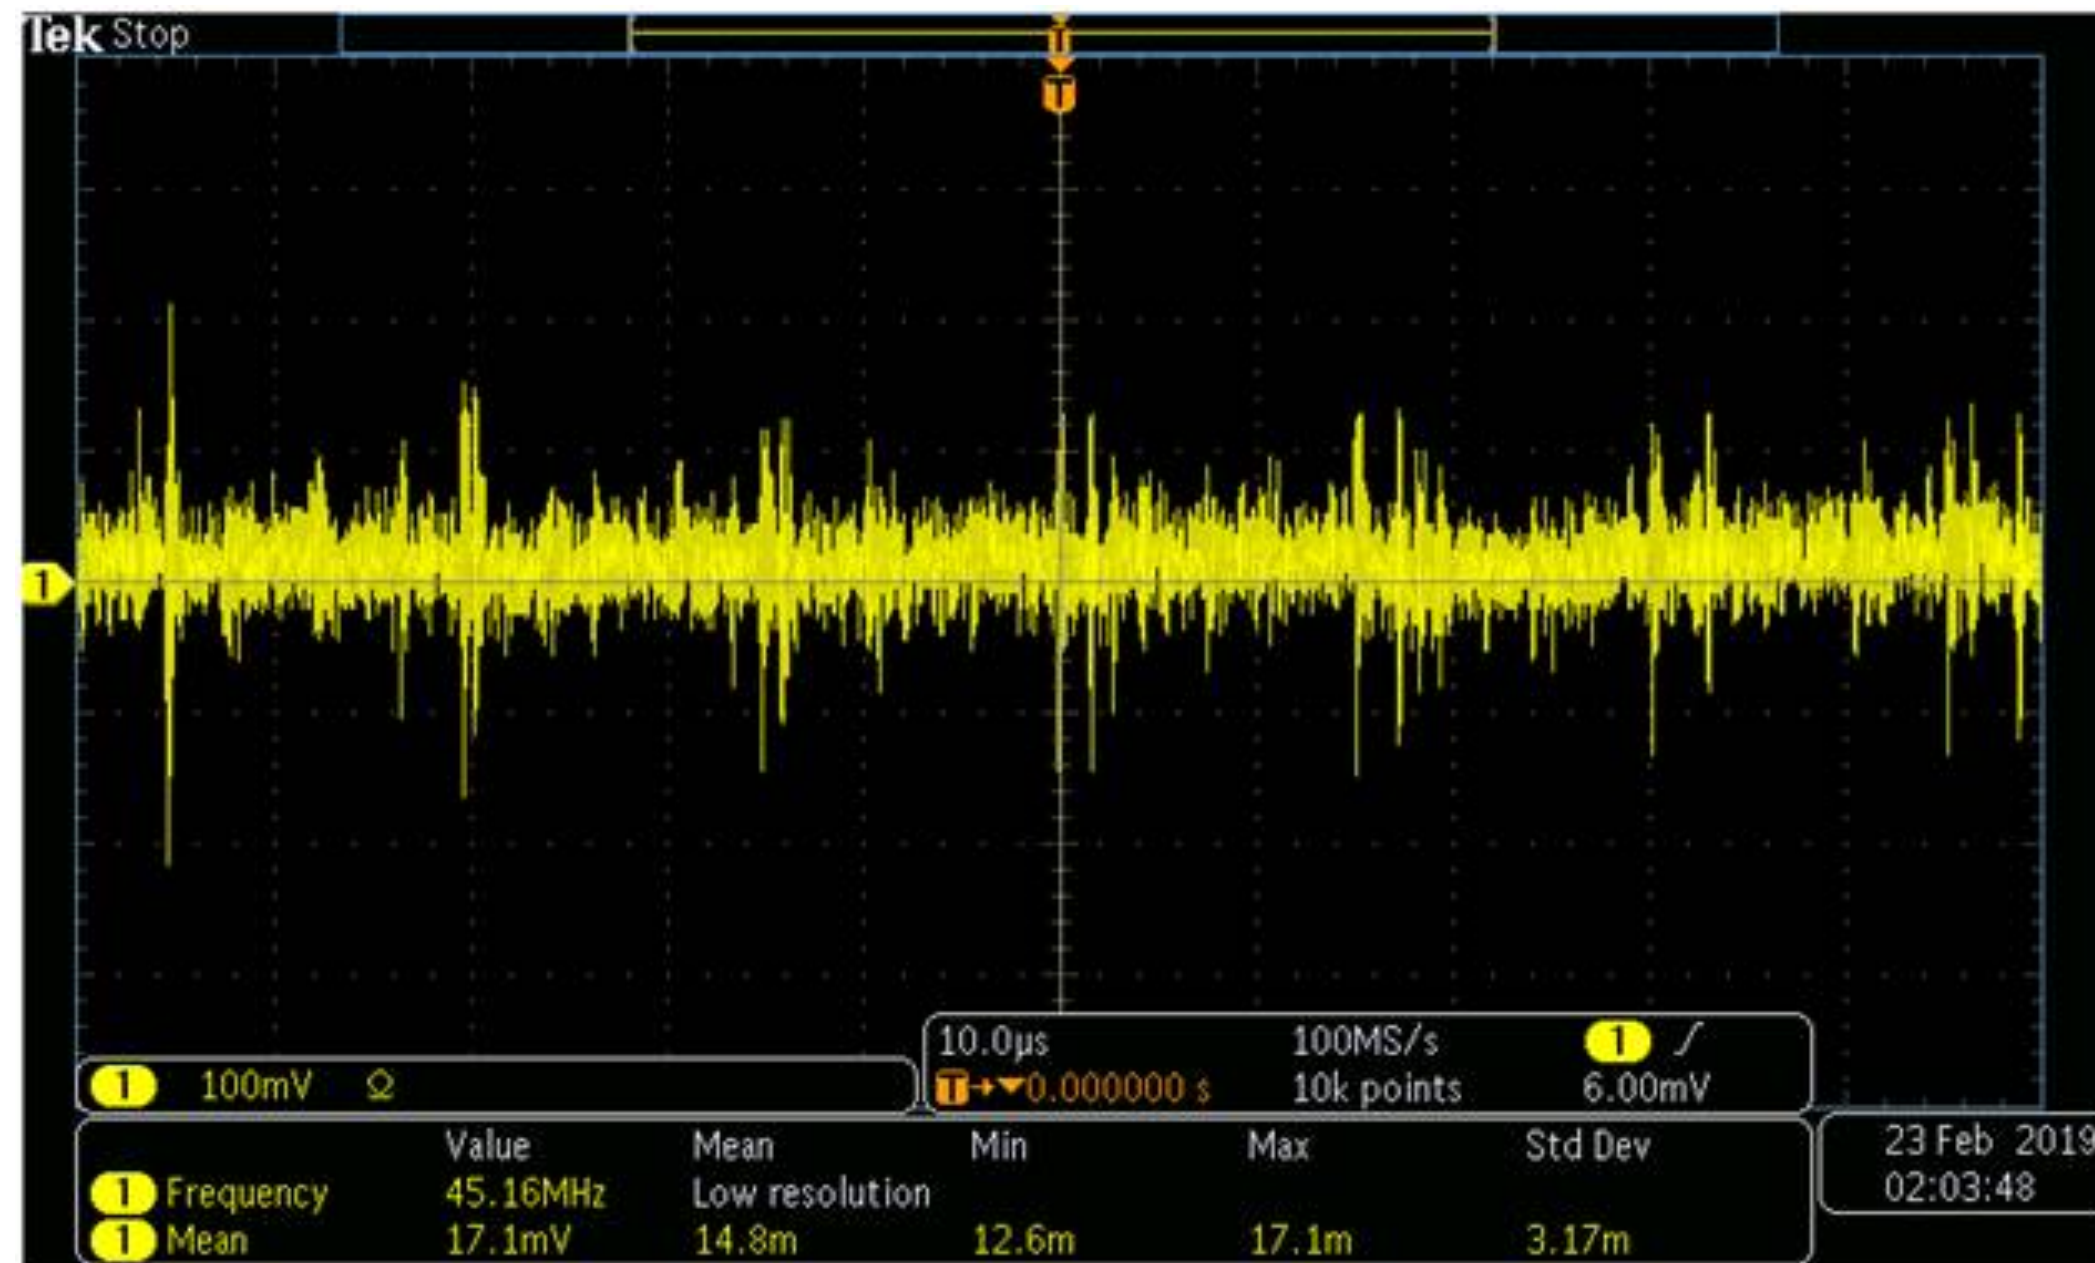 Tek Stop
T
T
1
10.0µs 100MS/s 1
T 0.000000 s 10k points 6.00mV
1 100mV Ω
Value Mean Min Max Std Dev
1 Frequency 45.16MHz Low resolution
1 Mean 17.1mV 14.8m 12.6m 17.1m 3.17m
23 Feb 2019
02:03:48